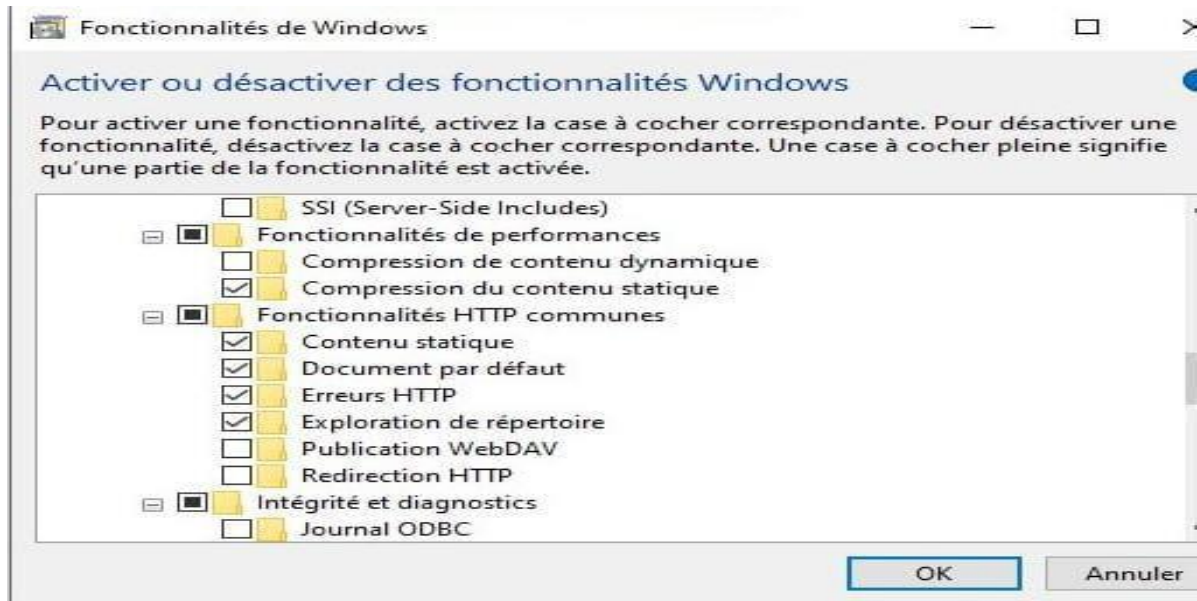 Fonctionnalités de Windows
Activer ou désactiver des fonctionnalités Windows
Pour activer une fonctionnalité, activez la case à cocher correspondante. Pour désactiver une
fonctionnalité, désactivez la case à cocher correspondante. Une case à cocher pleine signifie
qu'une partie de la fonctionnalité est activée.
SSI (Server-Side Includes)
Fonctionnalités de performances
Compression de contenu dynamique
Compression du contenu statique
Fonctionnalités HTTP communes
Contenu statique
Document par défaut
Erreurs HTTP
Exploration de répertoire
Publication WebDAV
Redirection HTTP
Intégrité et diagnostics
Journal ODBC
OK
Annuler